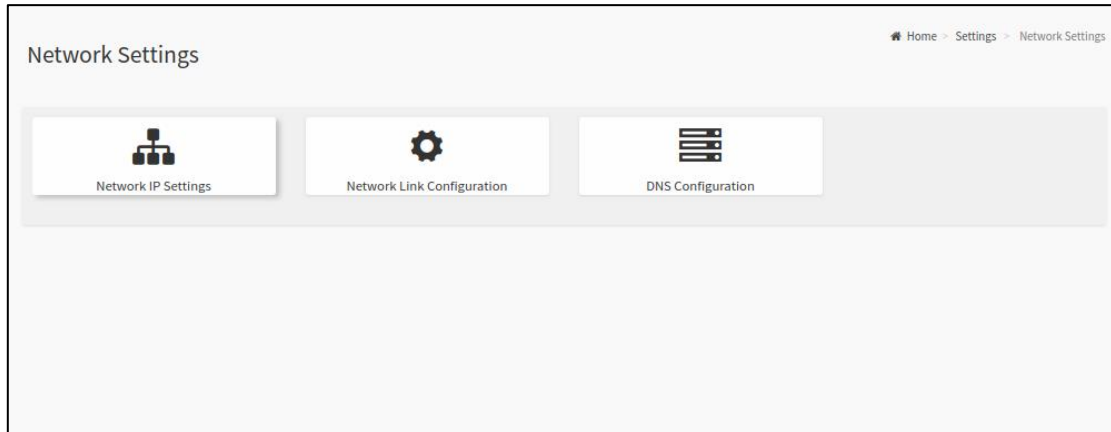 Home > Settings > Network Settings
Network Settings
Network IP Settings
Network Link Configuration
DNS Configuration